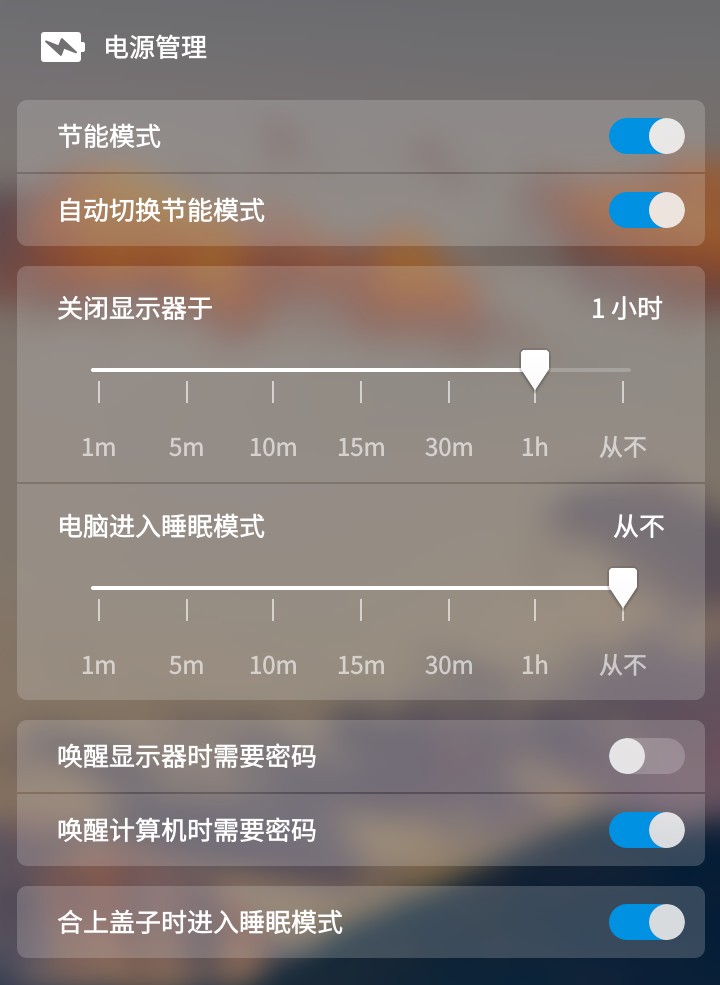 电源管理
节能模式
自动切换节能模式
关闭显示器于 1 小时
1m 5m 10m 15m 30m 1h 从不
电脑进入睡眠模式 从不
1m 5m 10m 15m 30m 1h 从不
唤醒显示器时需要密码
唤醒计算机时需要密码
合上盖子时进入睡眠模式